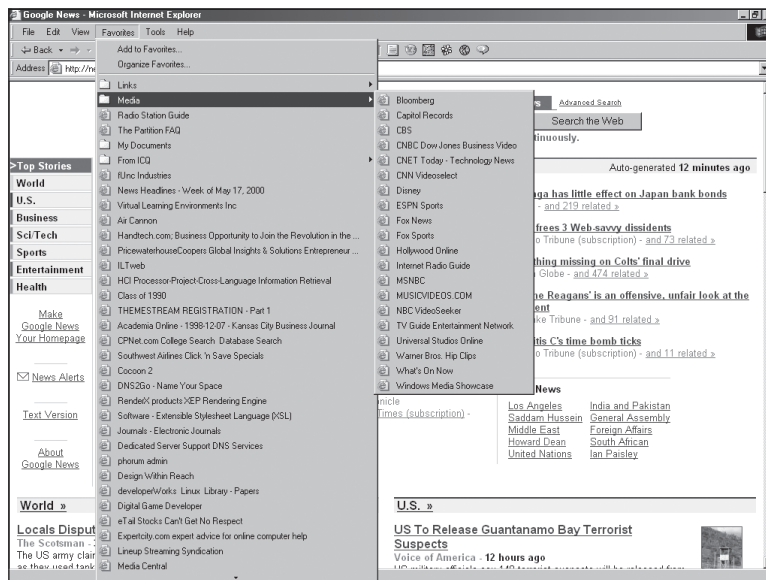 Google News - Microsoft Internet Explorer
File Edit View Favorites Tools Help
Back
Address http://ne
Add to Favorites...
Organize Favorites...
Links
Media
Radio Station Guide
The Partition FAQ
My Documents
From ICQ
fUnc Industries
News Headlines - Week of May 17, 2000
Virtual Learning Environments Inc
Air Cannon
Handtech.com; Business Opportunity to Join the Revolution in the ...
PricewaterhouseCoopers Global Insights & Solutions Entrepreneur ...
ILTweb
HCI Processor-Project-Cross-Language Information Retrieval
Class of 1990
THEMESTREAM REGISTRATION - Part 1
Academia Online - 1998-12-07 - Kansas City Business Journal
CPNet.com College Search Database Search
Southwest Airlines Click 'n Save Specials
Cocoon 2
DNS2Go - Name Your Space
RenderX products XEP Rendering Engine
Software - Extensible Stylesheet Language (XSL)
Journals - Electronic Journals
Dedicated Server Support DNS Services
phorum admin
Design Within Reach
developerWorks Linux Library - Papers
Digital Game Developer
eTail Stocks Can't Get No Respect
Expertcity.com expert advice for online computer help
Lineup Streaming Syndication
Media Central
Bloomberg
Capitol Records
CBS
CNBC Dow Jones Business Video
CNET Today - Technology News
CNN Videoselect
Disney
ESPN Sports
Fox News
Fox Sports
Hollywood Online
Internet Radio Guide
MSNBC
MUSICVIDEOS.COM
NBC VideoSeeker
TV Guide Entertainment Network
Universal Studios Online
Warner Bros. Hip Clips
What's On Now
Windows Media Showcase
>Top Stories
World
U.S.
Business
Sci/Tech
Sports
Entertainment
Health
Make
Google News
Your Homepage
News Alerts
Text Version
About
Google News
Advanced Search
Search the Web
tinuously.
Auto-generated 12 minutes ago
aga has little effect on Japan bank bonds
- and 219 related »
frees 3 Web-savvy dissidents
o Tribune (subscription) - and 73 related »
thing missing on Colts' final drive
Globe - and 474 related »
he Reagans' is an offensive, unfair look at the
ent
ke Tribune - and 91 related »
itis C's time bomb ticks
o Tribune (subscription) - and 11 related »
News
nicle
Times (subscription) -
Los Angeles India and Pakistan
Saddam Hussein General Assembly
Middle East Foreign Affairs
Howard Dean South African
United Nations Ian Paisley
World »
Locals Disput
The Scotsman -
The US army clair
as they used tank
U.S. »
US To Release Guantanamo Bay Terrorist
Suspects
Voice of America - 12 hours ago